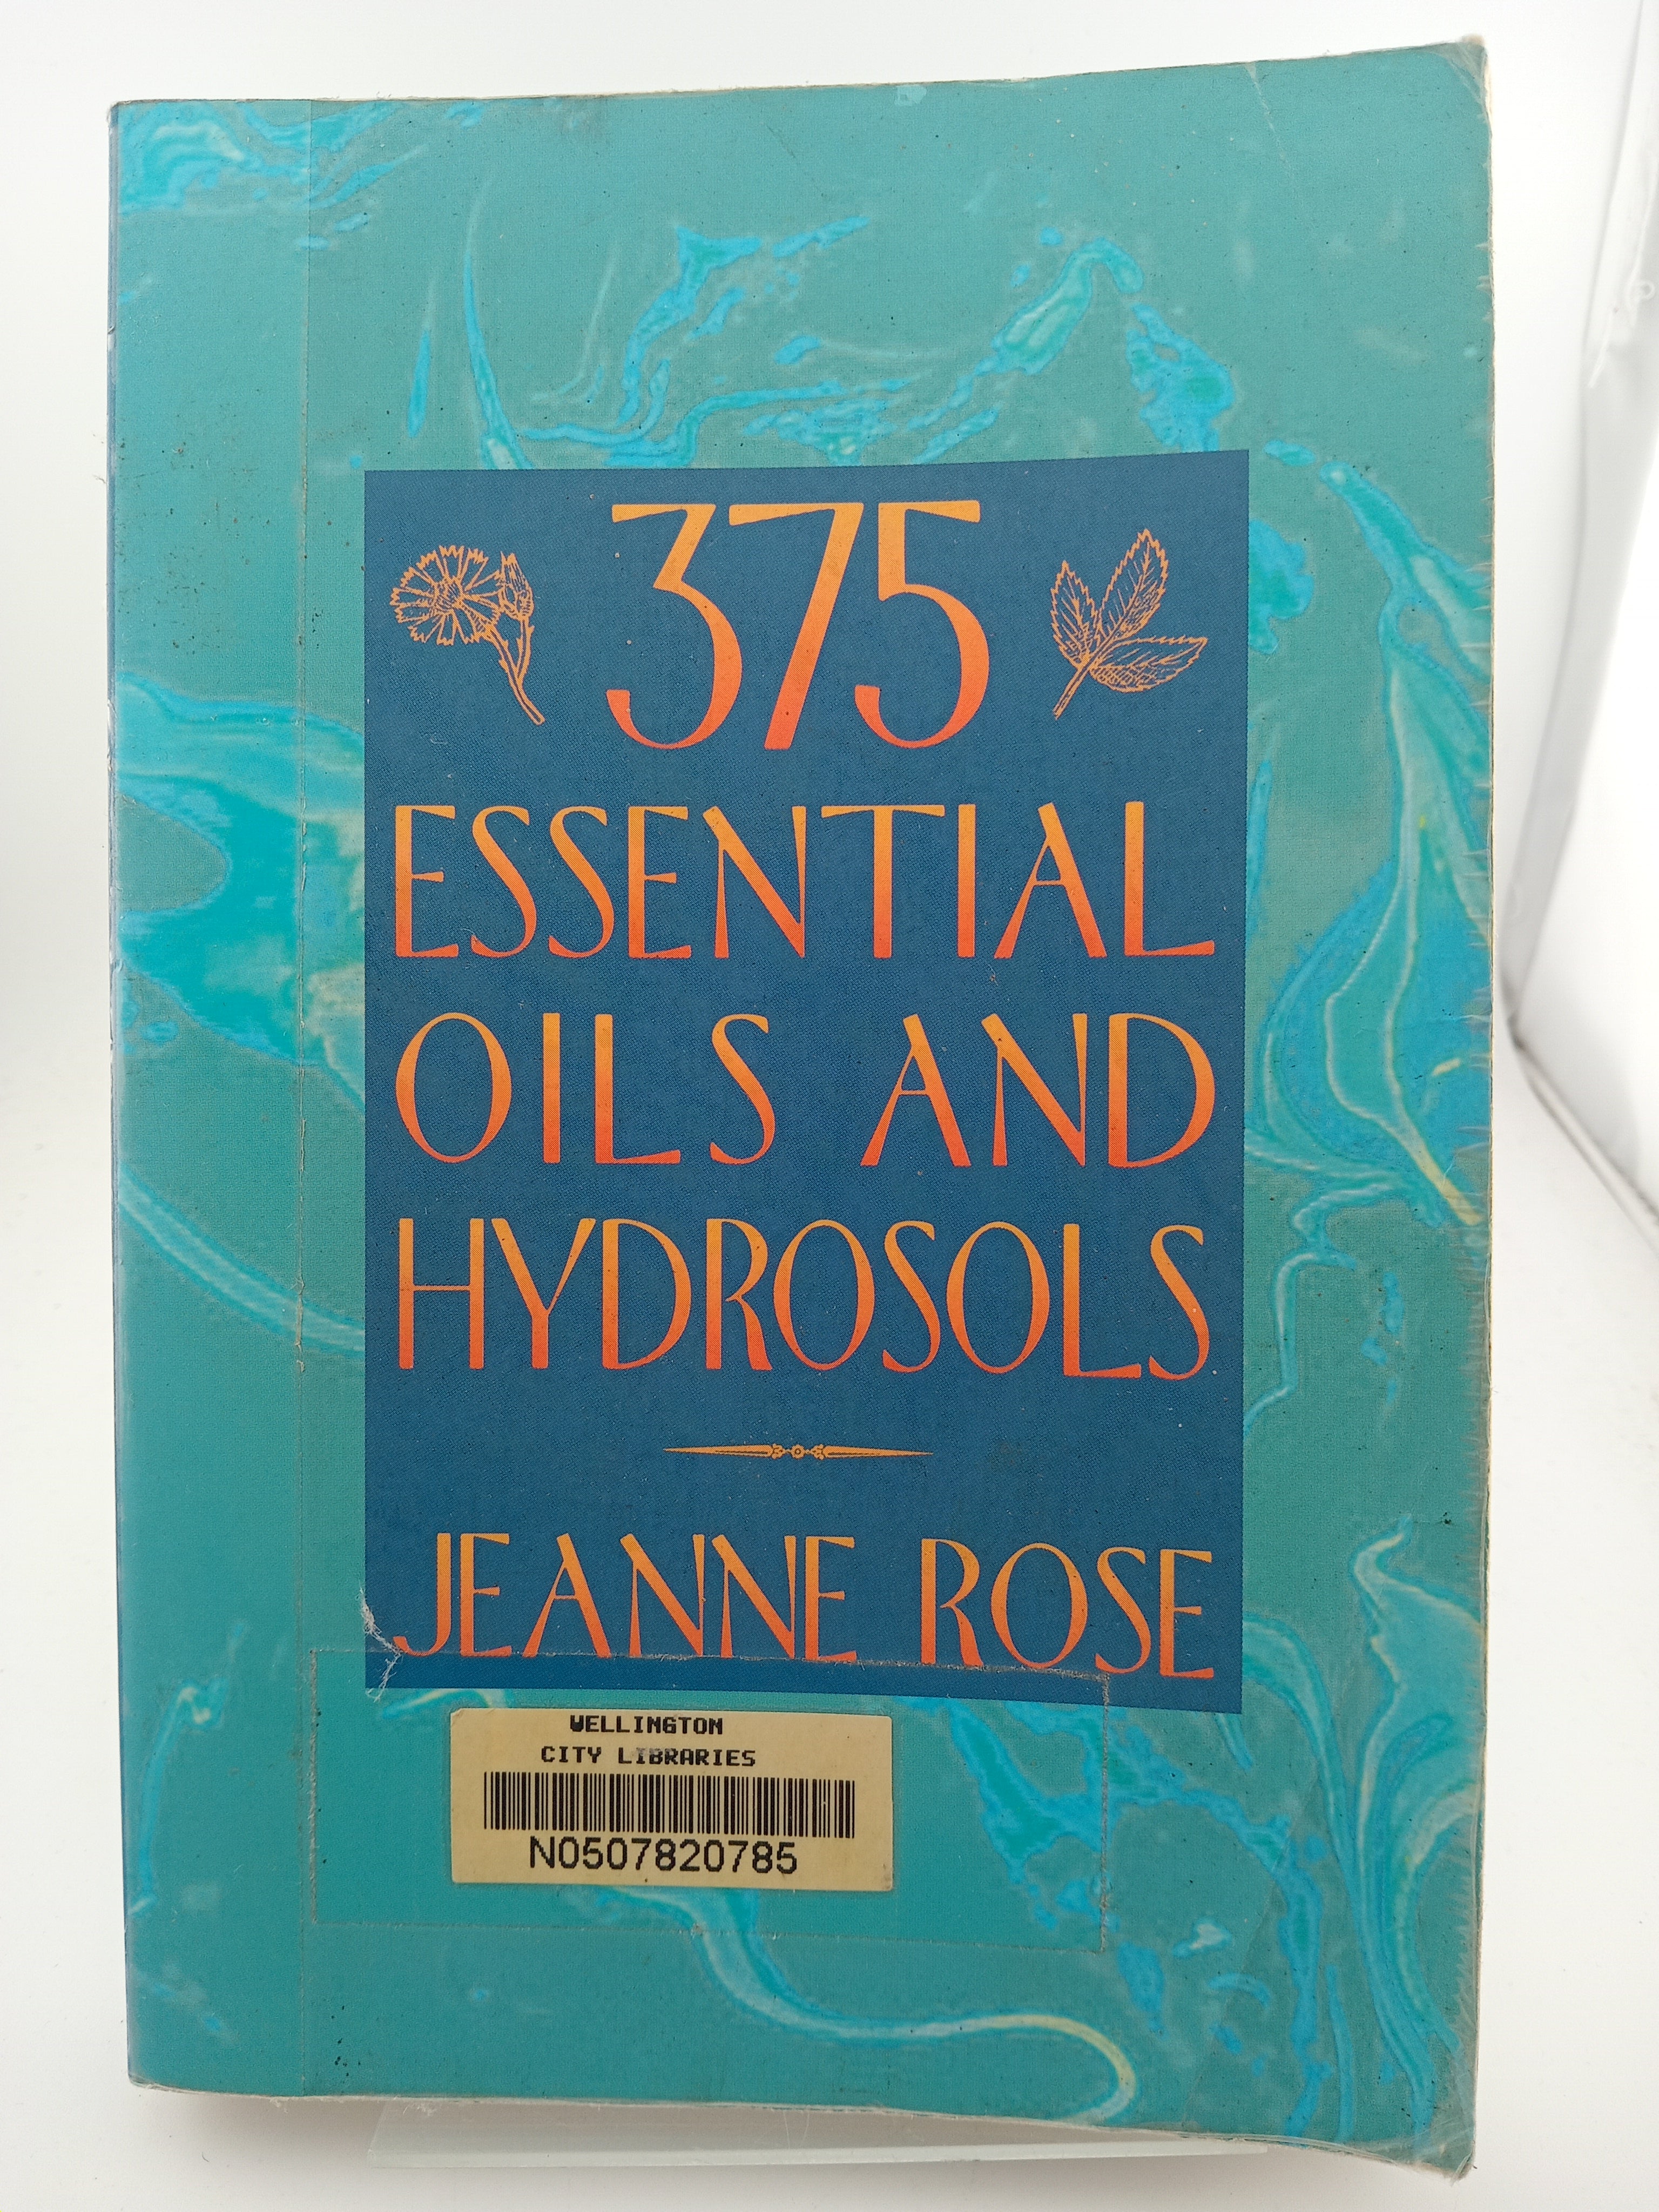 375
ESSENTIAL
OILS AND
HYDROSOLS
JEANNE ROSE
WELLINGTON
CITY LIBRARIES
N0507820785